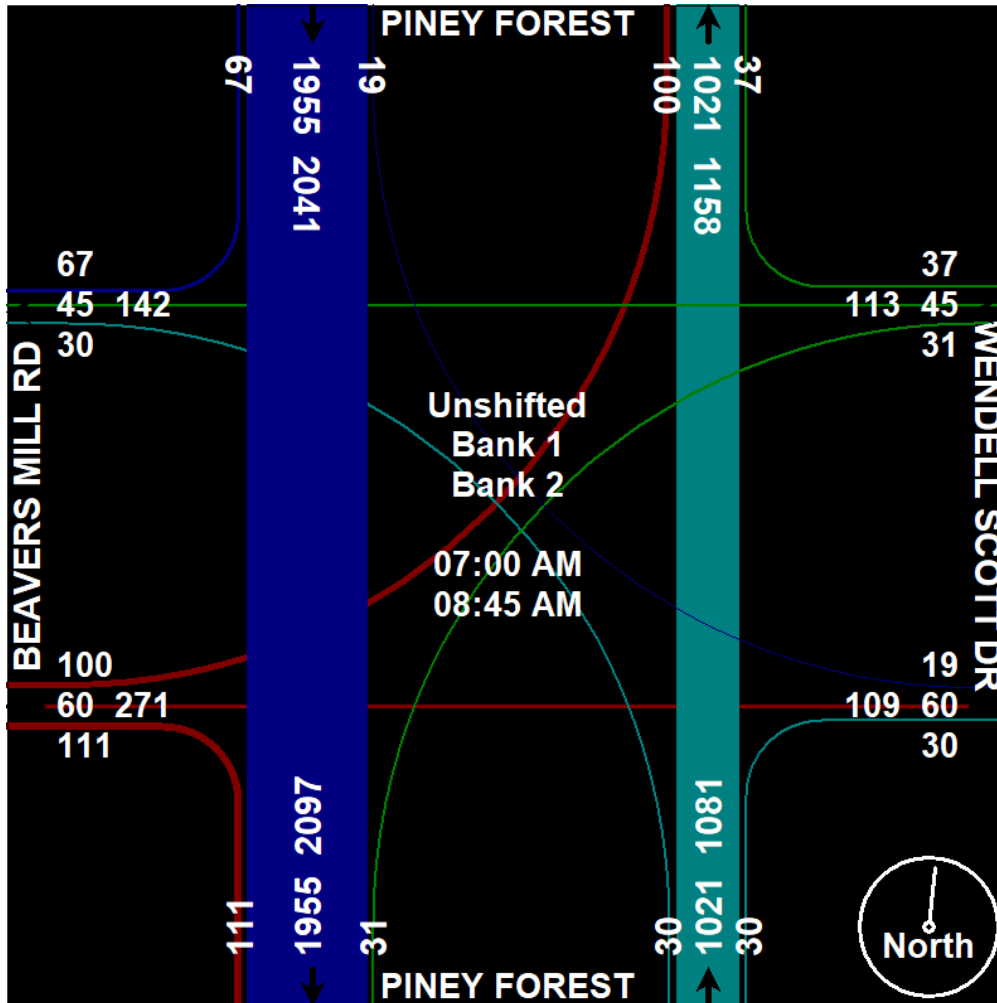 PINEY FOREST
67
1955 2041
19
100
1021 1158
37
67
45 142
30
37
113 45
31
BEAVERS MILL RD
WENDELL SCOTT DR
Unshifted
Bank 1
Bank 2
07:00 AM
08:45 AM
100
60 271
111
19
109 60
30
111
1955 2097
31
30
1021 1081
30
North
PINEY FOREST